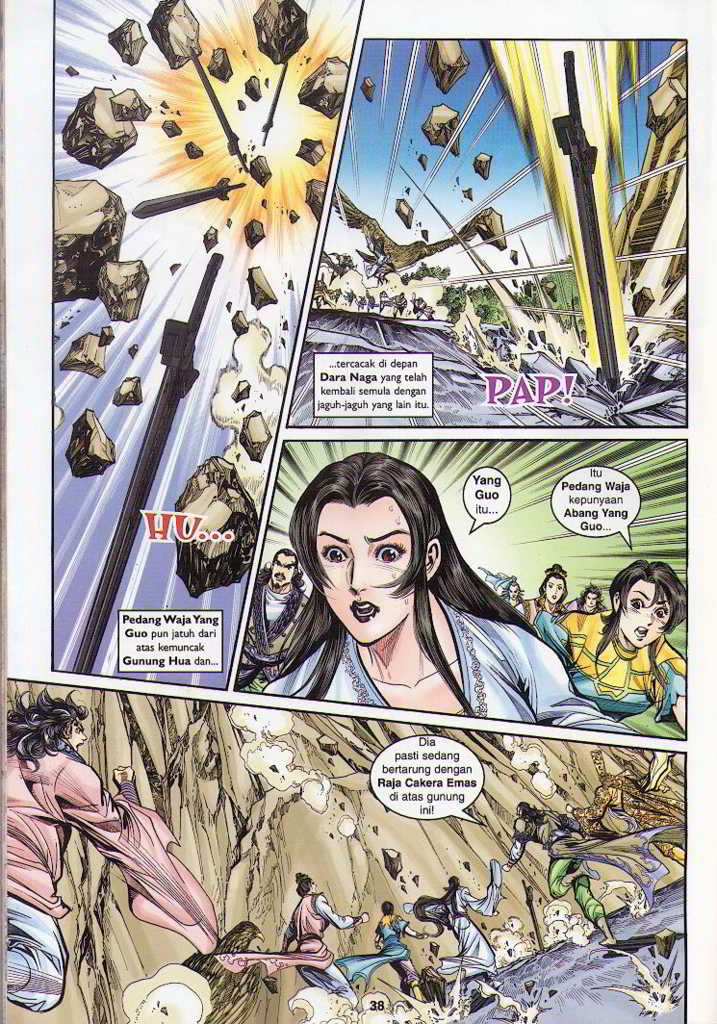 HU...
Pedang Waja Yang
Guo pun jatuh dari
atas kemuncak
Gunung Hua dan...
...tercacak di depan
Dara Naga yang telah
kembali semula dengan
jaguh-jaguh yang lain itu.
PAP!
Yang
Guo
itu...
Itu
Pedang Waja
kepunyaan
Abang Yang
Guo...
Dia
pasti sedang
bertarung dengan
Raja Cakera Emas
di atas gunung
ini!
38